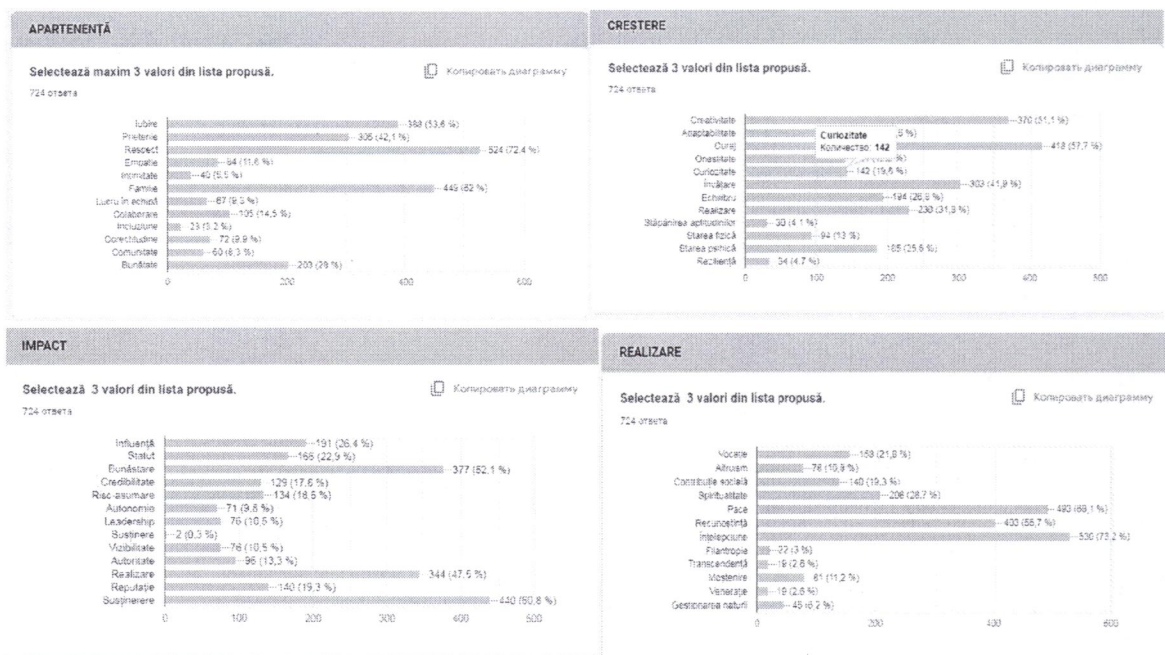 APARTENENȚĂ
Selectează maxim 3 valori din lista propusă.
Копировать диаграмму
724 ответа
Iubire 388 (53,6 %)
Prietenie 305 (42,1 %)
Respect 524 (72,4 %)
Empatie 84 (11,6 %)
Intimitate 40 (5,5 %)
Familie 449 (62 %)
Lucru în echipă 67 (9,3 %)
Colaborare 105 (14,5 %)
Incluziune 23 (3,2 %)
Corectitudine 72 (9,9 %)
Comunitate 60 (8,3 %)
Bunătate 203 (28 %)
0 200 400 600
CREȘTERE
Selectează 3 valori din lista propusă.
Копировать диаграмму
724 ответа
Creativitate 370 (51,1 %)
Adaptabilitate
Curiozitate
Количество: 142
Curaj 418 (57,7 %)
Onestitate
Curiozitate 142 (19,6 %)
Învățare 303 (41,9 %)
Echilibru 194 (26,8 %)
Realizare 230 (31,8 %)
Stăpânirea aptitudinilor 30 (4,1 %)
Starea fizică 94 (13 %)
Starea psihică 185 (25,6 %)
Reziliență 34 (4,7 %)
0 100 200 300 400 500
IMPACT
Selectează 3 valori din lista propusă.
Копировать диаграмму
724 ответа
Influență 191 (26,4 %)
Statut 166 (22,9 %)
Bunăstare 377 (52,1 %)
Credibilitate 129 (17,8 %)
Risc-asumare 134 (18,5 %)
Autonomie 71 (9,8 %)
Leadership 76 (10,5 %)
Susținere 2 (0,3 %)
Vizibilitate 76 (10,5 %)
Autoritate 96 (13,3 %)
Realizare 344 (47,5 %)
Reputație 140 (19,3 %)
Susținerere 440 (60,8 %)
0 100 200 300 400 500
REALIZARE
Selectează 3 valori din lista propusă.
Копировать диаграмму
724 ответа
Vocație 158 (21,8 %)
Altruism
Contribuție socială 140 (19,3 %)
Spiritualitate 208 (28,7 %)
Pace 493 (68,1 %)
Recunoștință 403 (55,7 %)
Înțelepciune 530 (73,2 %)
Filantropie 22 (3 %)
Transcendență 19 (2,6 %)
Moștenire 81 (11,2 %)
Venerație 19 (2,6 %)
Gestionarea naturii 45 (6,2 %)
0 200 400 600